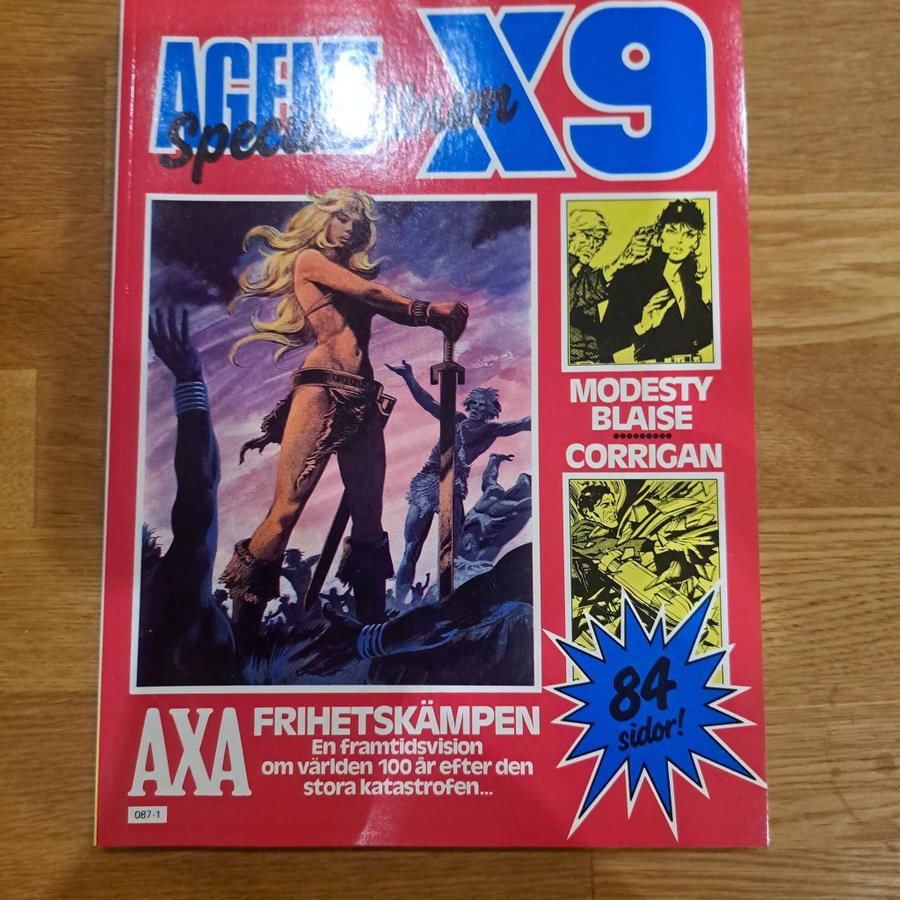 AGENT X9
Specialalbum
MODESTY
BLAISE
CORRIGAN
84
sidor!
AXA
FRIHETSKÄMPEN
En framtidsvision
om världen 100 år efter den
stora katastrofen...
087-1